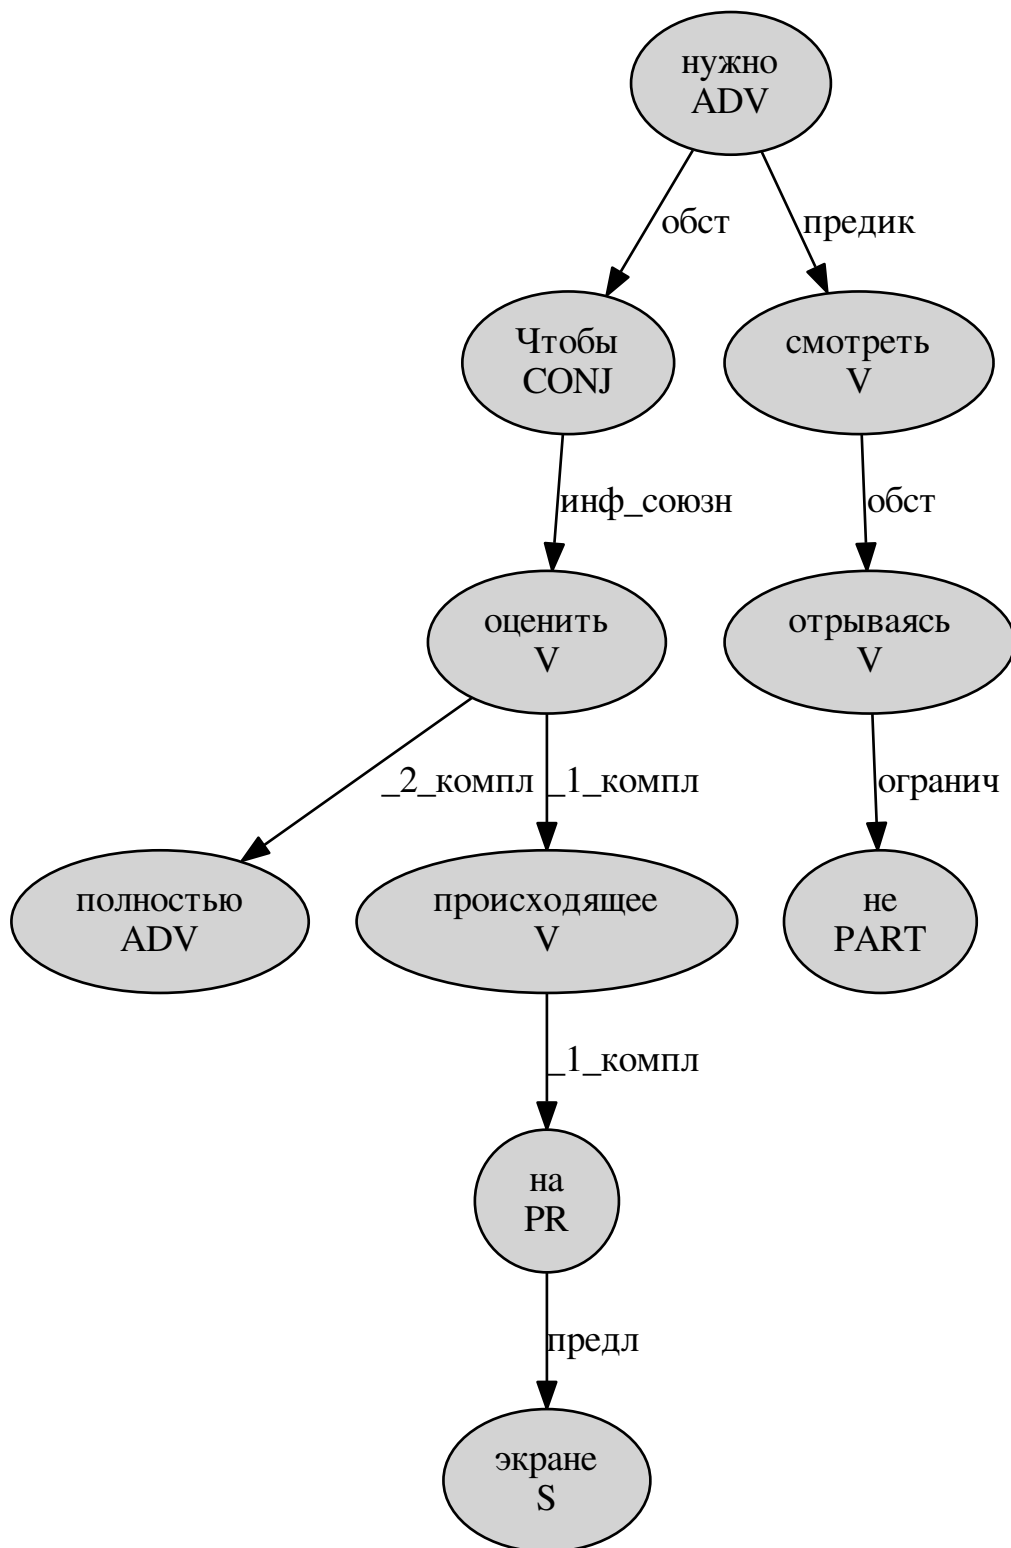 нужно
ADV
обст
предик
Чтобы
CONJ
смотреть
V
инф_союзн
обст
оценить
V
отрываясь
V
_2_компл
_1_компл
огранич
полностью
ADV
происходящее
V
не
PART
_1_компл
на
PR
предл
экране
S